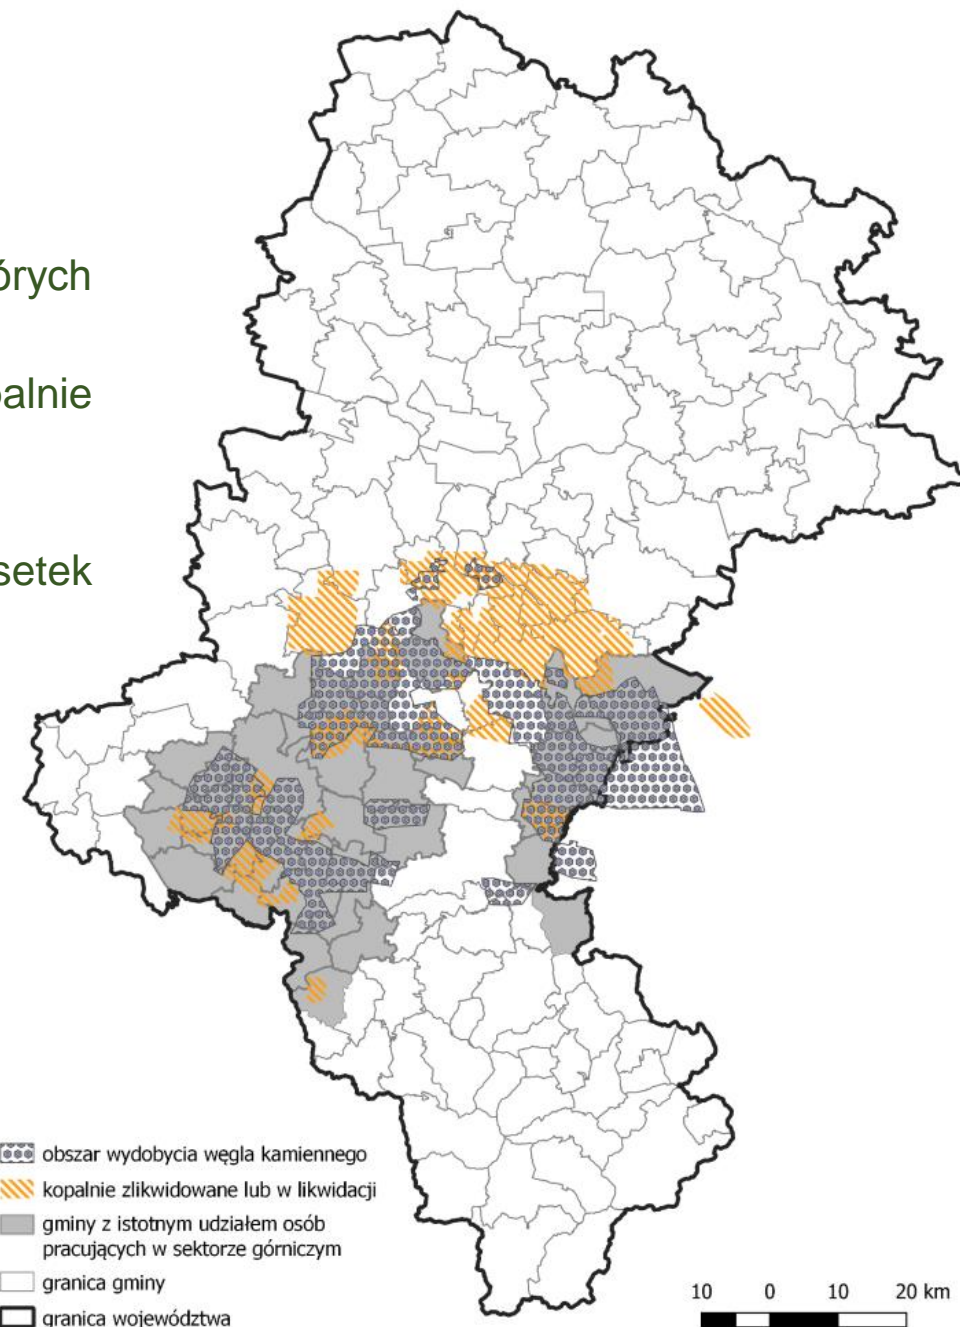 órych
palnie
setek
obszar wydobycia węgla kamiennego
kopalnie zlikwidowane lub w likwidacji
gminy z istotnym udziałem osób
pracujących w sektorze górniczym
granica gminy
granica województwa
10 0 10 20 km